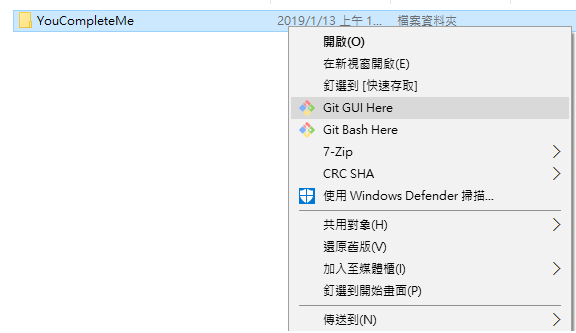 YouCompleteMe 2019/1/13 上午 1... 檔案資料夾
開啟(O)
在新視窗開啟(E)
釘選到 [快速存取]
Git GUI Here
Git Bash Here
7-Zip
CRC SHA
使用 Windows Defender 掃描...
共用對象(H)
還原舊版(V)
加入至媒體櫃(I)
釘選到開始畫面(P)
傳送到(N)